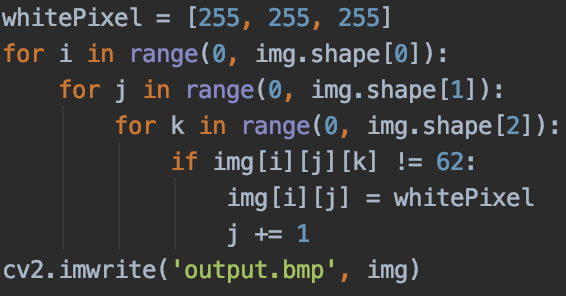 whitePixel = [255, 255, 255]
for i in range(0, img.shape[0]):
    for j in range(0, img.shape[1]):
        for k in range(0, img.shape[2]):
            if img[i][j][k] != 62:
                img[i][j] = whitePixel
                j += 1
cv2.imwrite('output.bmp', img)